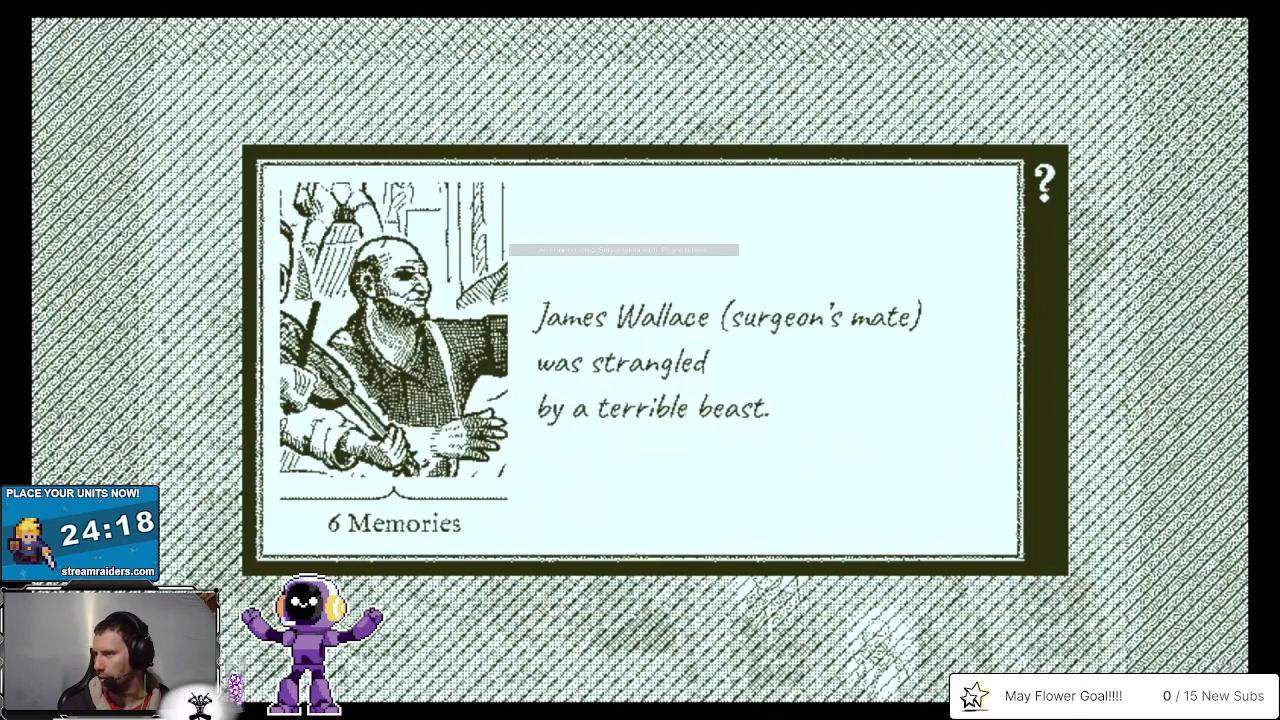 ?
James Wallace (surgeon's mate)
was strangled
by a terrible beast.
6 Memories
PLACE YOUR UNITS NOW!
24:18
streamraiders.com
May Flower Goal!!!! 0 / 15 New Subs